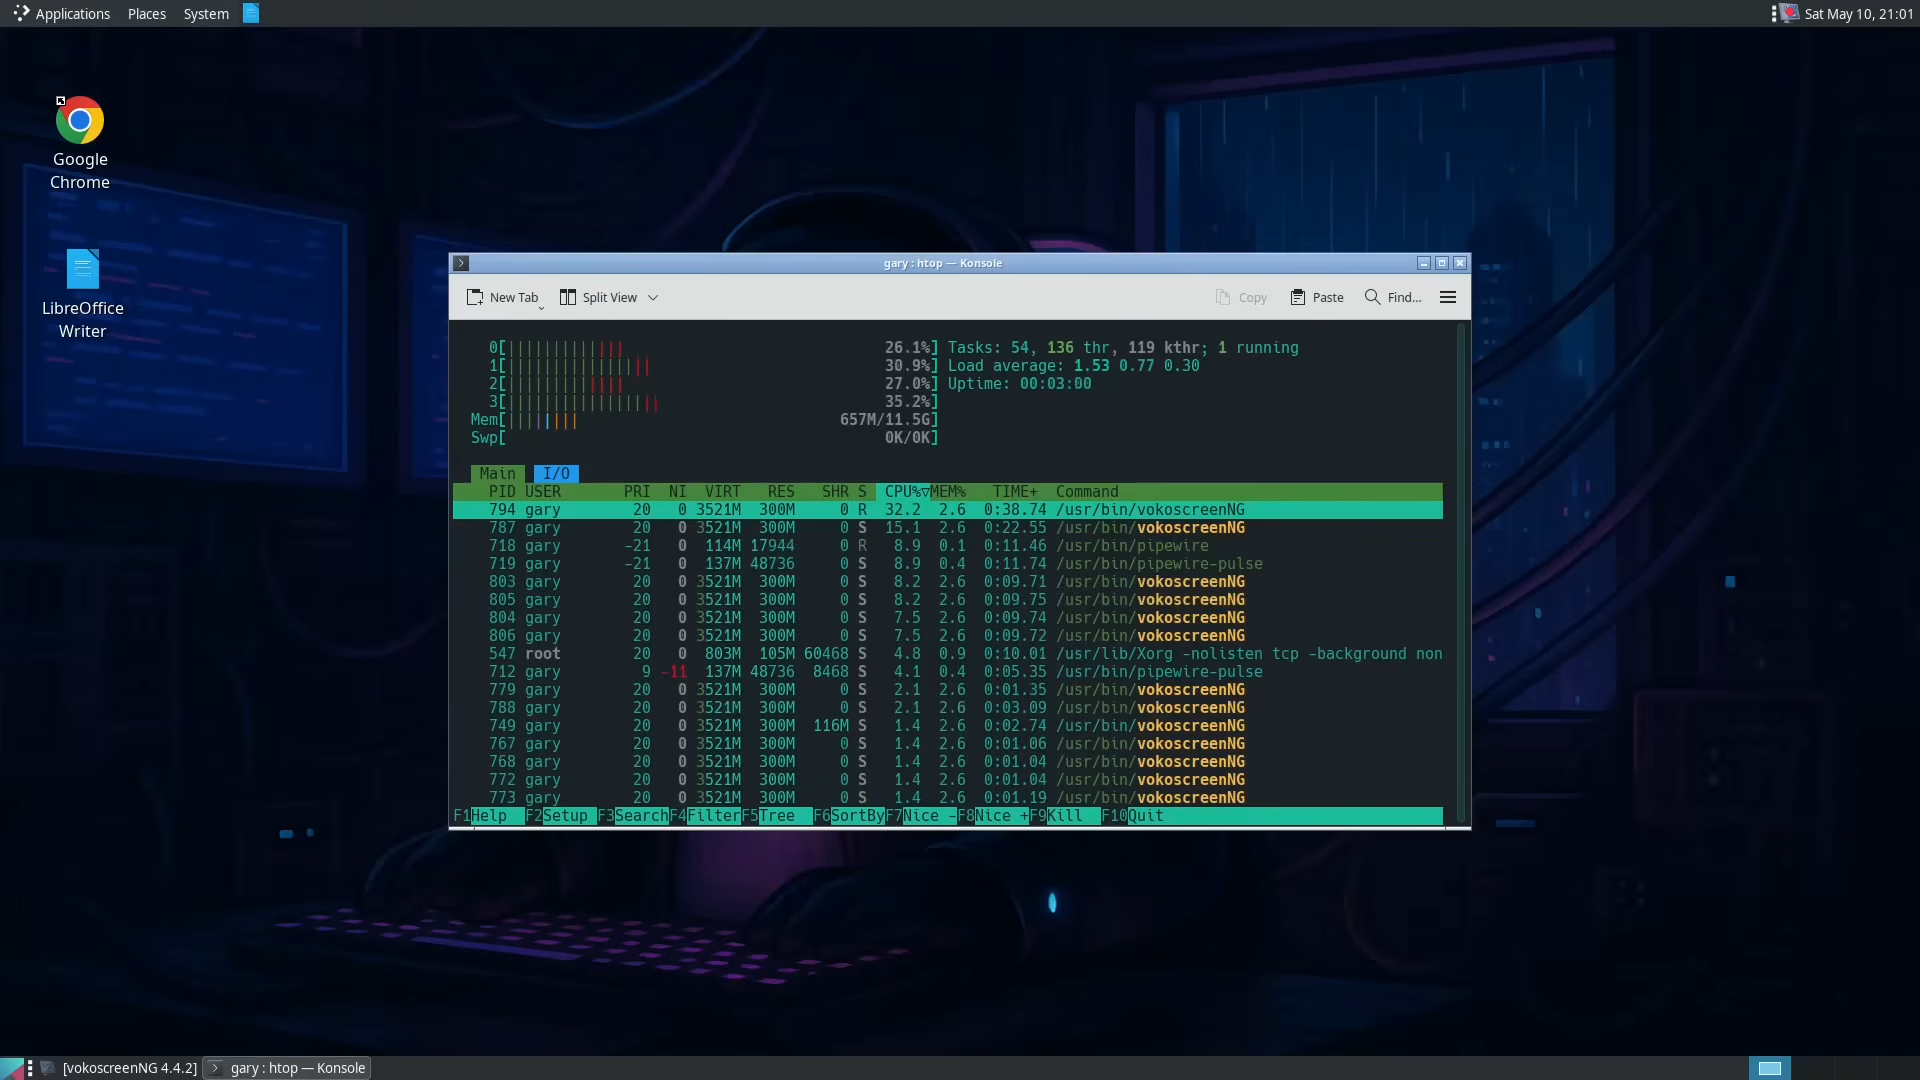 Applications Places System Sat May 10, 21:01
Google
Chrome
LibreOffice
Writer
gary : htop — Konsole
New Tab Split View Copy Paste Find...
0[||||||||||||| 26.1%] Tasks: 54, 136 thr, 119 kthr; 1 running
1[|||||||||||||||| 30.9%] Load average: 1.53 0.77 0.30
2[||||||||||||| 27.0%] Uptime: 00:03:00
3[||||||||||||||||| 35.2%]
Mem[|||||||| 657M/11.5G]
Swp[ 0K/0K]
Main I/O
PID USER PRI NI VIRT RES SHR S CPU%▽MEM% TIME+ Command
794 gary 20 0 3521M 300M 0 R 32.2 2.6 0:38.74 /usr/bin/vokoscreenNG
787 gary 20 0 3521M 300M 0 S 15.1 2.6 0:22.55 /usr/bin/vokoscreenNG
718 gary -21 0 114M 17944 0 R 8.9 0.1 0:11.46 /usr/bin/pipewire
719 gary -21 0 137M 48736 0 S 8.9 0.4 0:11.74 /usr/bin/pipewire-pulse
803 gary 20 0 3521M 300M 0 S 8.2 2.6 0:09.71 /usr/bin/vokoscreenNG
805 gary 20 0 3521M 300M 0 S 8.2 2.6 0:09.75 /usr/bin/vokoscreenNG
804 gary 20 0 3521M 300M 0 S 7.5 2.6 0:09.74 /usr/bin/vokoscreenNG
806 gary 20 0 3521M 300M 0 S 7.5 2.6 0:09.72 /usr/bin/vokoscreenNG
547 root 20 0 803M 105M 60468 S 4.8 0.9 0:10.01 /usr/lib/Xorg -nolisten tcp -background non
712 gary 9 -11 137M 48736 8468 S 4.1 0.4 0:05.35 /usr/bin/pipewire-pulse
779 gary 20 0 3521M 300M 0 S 2.1 2.6 0:01.35 /usr/bin/vokoscreenNG
788 gary 20 0 3521M 300M 0 S 2.1 2.6 0:03.09 /usr/bin/vokoscreenNG
749 gary 20 0 3521M 300M 116M S 1.4 2.6 0:02.74 /usr/bin/vokoscreenNG
767 gary 20 0 3521M 300M 0 S 1.4 2.6 0:01.06 /usr/bin/vokoscreenNG
768 gary 20 0 3521M 300M 0 S 1.4 2.6 0:01.04 /usr/bin/vokoscreenNG
772 gary 20 0 3521M 300M 0 S 1.4 2.6 0:01.04 /usr/bin/vokoscreenNG
773 gary 20 0 3521M 300M 0 S 1.4 2.6 0:01.19 /usr/bin/vokoscreenNG
F1Help F2Setup F3SearchF4FilterF5Tree F6SortByF7Nice -F8Nice +F9Kill F10Quit
[vokoscreenNG 4.4.2] gary : htop — Konsole